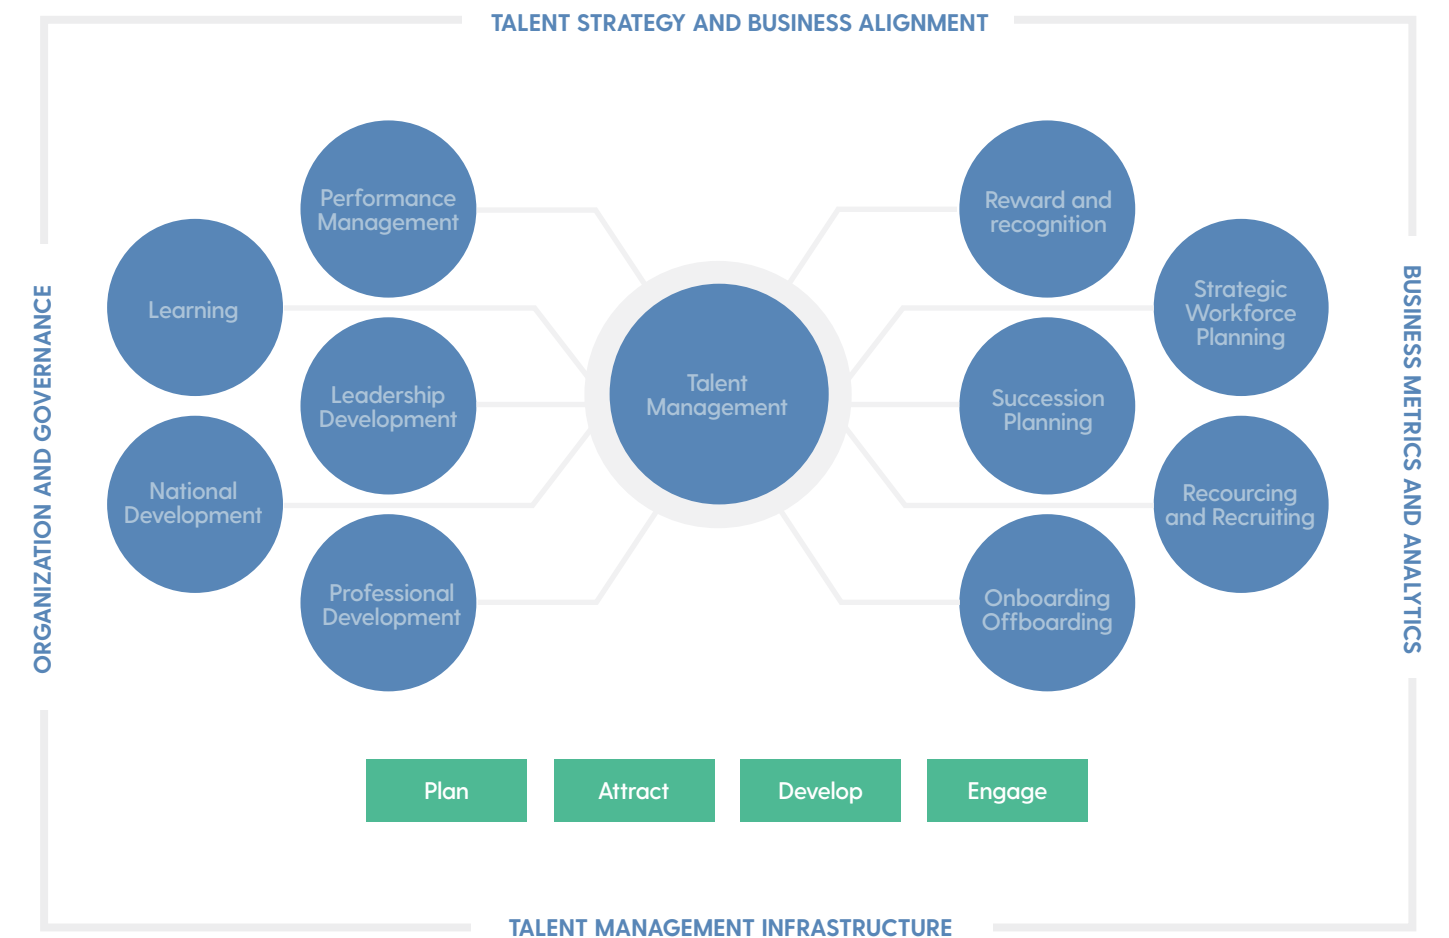 TALENT STRATEGY AND BUSINESS ALIGNMENT
ORGANIZATION AND GOVERNANCE
Performance
Management
Learning
Leadership
Development
National
Development
Professional
Development
Talent
Management
Reward and
recognition
Strategic
Workforce
Planning
Succession
Planning
Recourcing
and Recruiting
Onboarding
Offboarding
BUSINESS METRICS AND ANALYTICS
Plan
Attract
Develop
Engage
TALENT MANAGEMENT INFRASTRUCTURE